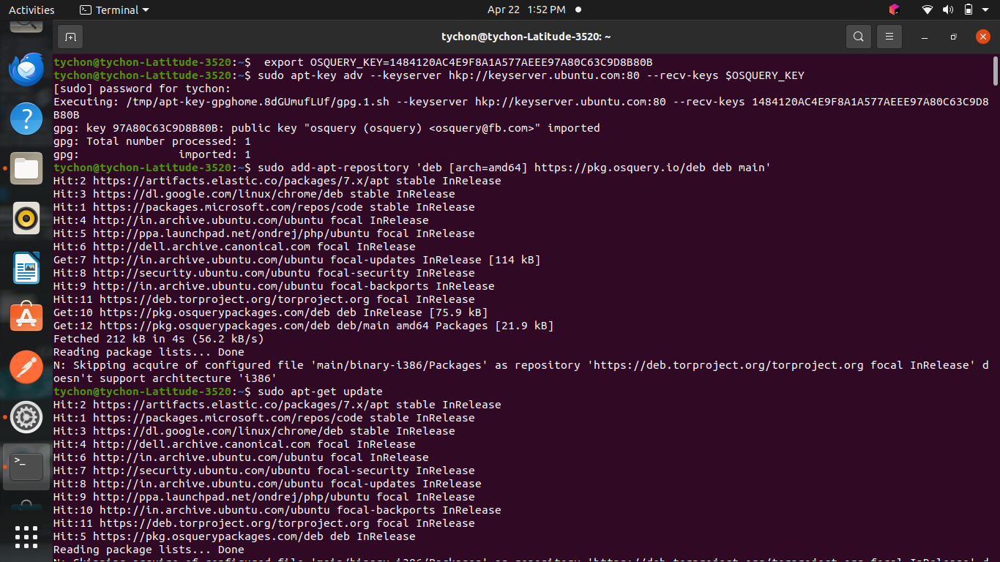 Activities Terminal Apr 22 1:52 PM
tychon@tychon-Latitude-3520: ~
tychon@tychon-Latitude-3520:~$  export OSQUERY_KEY=1484120AC4E9F8A1A577AEEE97A80C63C9D8B80B
tychon@tychon-Latitude-3520:~$ sudo apt-key adv --keyserver hkp://keyserver.ubuntu.com:80 --recv-keys $OSQUERY_KEY
[sudo] password for tychon:
Executing: /tmp/apt-key-gpghome.8dGUmufLUf/gpg.1.sh --keyserver hkp://keyserver.ubuntu.com:80 --recv-keys 1484120AC4E9F8A1A577AEEE97A80C63C9D8
B80B
gpg: key 97A80C63C9D8B80B: public key "osquery (osquery) <osquery@fb.com>" imported
gpg: Total number processed: 1
gpg:               imported: 1
tychon@tychon-Latitude-3520:~$ sudo add-apt-repository 'deb [arch=amd64] https://pkg.osquery.io/deb deb main'
Hit:2 https://artifacts.elastic.co/packages/7.x/apt stable InRelease
Hit:3 https://dl.google.com/linux/chrome/deb stable InRelease
Hit:1 https://packages.microsoft.com/repos/code stable InRelease
Hit:4 http://in.archive.ubuntu.com/ubuntu focal InRelease
Hit:5 http://ppa.launchpad.net/ondrej/php/ubuntu focal InRelease
Hit:6 http://dell.archive.canonical.com focal InRelease
Get:7 http://in.archive.ubuntu.com/ubuntu focal-updates InRelease [114 kB]
Hit:8 http://security.ubuntu.com/ubuntu focal-security InRelease
Hit:9 http://in.archive.ubuntu.com/ubuntu focal-backports InRelease
Hit:11 https://deb.torproject.org/torproject.org focal InRelease
Get:10 https://pkg.osquerypackages.com/deb deb InRelease [75.9 kB]
Get:12 https://pkg.osquerypackages.com/deb deb/main amd64 Packages [21.9 kB]
Fetched 212 kB in 4s (56.2 kB/s)
Reading package lists... Done
N: Skipping acquire of configured file 'main/binary-i386/Packages' as repository 'https://deb.torproject.org/torproject.org focal InRelease' d
oesn't support architecture 'i386'
tychon@tychon-Latitude-3520:~$ sudo apt-get update
Hit:2 https://artifacts.elastic.co/packages/7.x/apt stable InRelease
Hit:1 https://packages.microsoft.com/repos/code stable InRelease
Hit:3 https://dl.google.com/linux/chrome/deb stable InRelease
Hit:4 http://dell.archive.canonical.com focal InRelease
Hit:6 http://in.archive.ubuntu.com/ubuntu focal InRelease
Hit:7 http://security.ubuntu.com/ubuntu focal-security InRelease
Hit:8 http://in.archive.ubuntu.com/ubuntu focal-updates InRelease
Hit:9 http://ppa.launchpad.net/ondrej/php/ubuntu focal InRelease
Hit:10 http://in.archive.ubuntu.com/ubuntu focal-backports InRelease
Hit:11 https://deb.torproject.org/torproject.org focal InRelease
Hit:5 https://pkg.osquerypackages.com/deb deb InRelease
Reading package lists... Done
N: Skipping acquire of configured file 'main/binary-i386/Packages' as repository 'https://deb.torproject.org/torproject.org focal InRelease' d